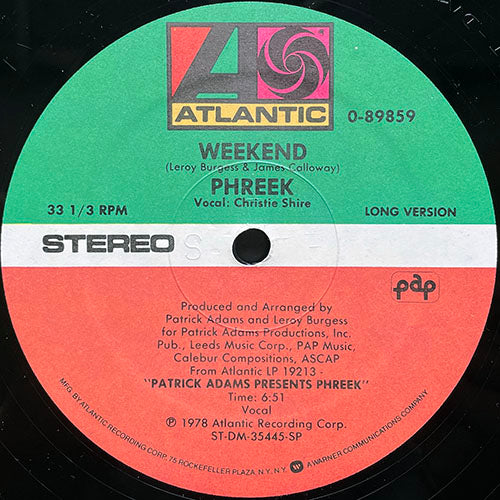 ATLANTIC
0-89859
WEEKEND
(Leroy Burgess & James Calloway)
PHREEK
Vocal: Christie Shire
33 1/3 RPM
LONG VERSION
STEREO
pap
Produced and Arranged by
Patrick Adams and Leroy Burgess
for Patrick Adams Productions, Inc.
Pub., Leeds Music Corp., PAP Music,
Calebur Compositions, ASCAP
From Atlantic LP 19213 -
"PATRICK ADAMS PRESENTS PHREEK"
Time: 6:51
Vocal
℗ 1978 Atlantic Recording Corp.
ST-DM-35445-SP
MFG. BY ATLANTIC RECORDING CORP. 75 ROCKEFELLER PLAZA, N.Y. N.Y. A WARNER COMMUNICATIONS COMPANY